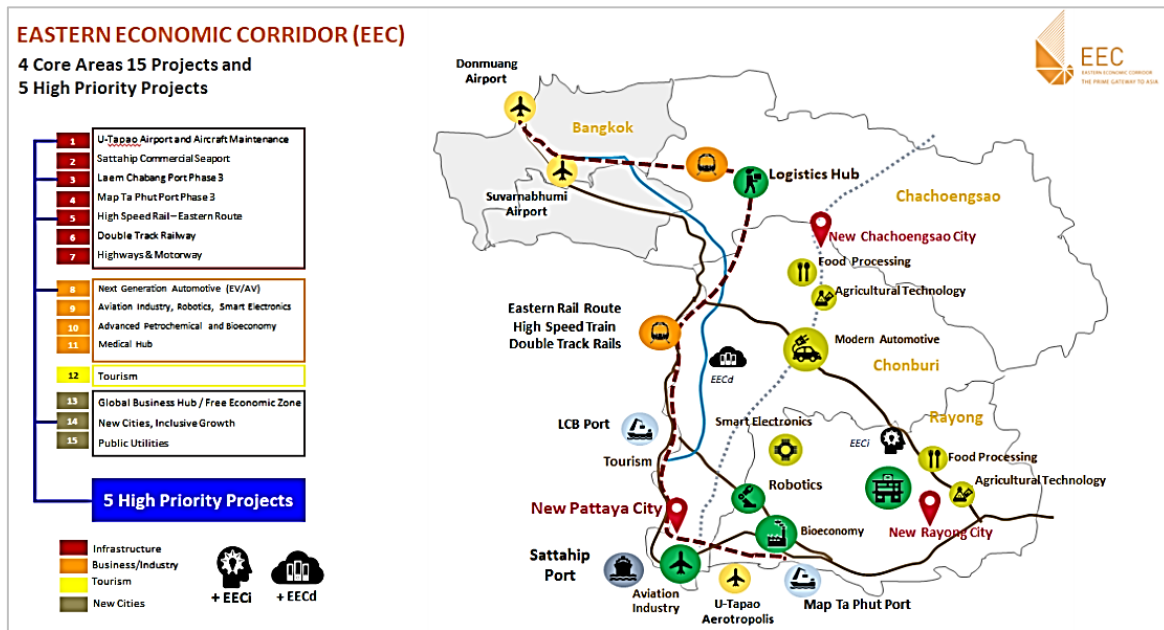 EASTERN ECONOMIC CORRIDOR (EEC)
4 Core Areas 15 Projects and
5 High Priority Projects
1 U-Tapao Airport and Aircraft Maintenance
2 Sattahip Commercial Seaport
3 Laem Chabang Port Phase 3
4 Map Ta Phut Port Phase 3
5 High Speed Rail – Eastern Route
6 Double Track Railway
7 Highways & Motorway
8 Next Generation Automotive (EV/AV)
9 Aviation Industry, Robotics, Smart Electronics
10 Advanced Petrochemical and Bioeconomy
11 Medical Hub
12 Tourism
13 Global Business Hub / Free Economic Zone
14 New Cities, Inclusive Growth
15 Public Utilities
5 High Priority Projects
Infrastructure
Business/Industry
Tourism
New Cities
+ EECi
+ EECd
EEC
EASTERN ECONOMIC CORRIDOR
THE PRIME GATEWAY TO ASIA
Donmuang
Airport
Bangkok
Suvarnabhumi
Airport
Logistics Hub
Chachoengsao
New Chachoengsao City
Food Processing
Agricultural Technology
Eastern Rail Route
High Speed Train
Double Track Rails
Modern Automotive
EECd
Chonburi
Rayong
LCB Port
Smart Electronics
EECi
Tourism
Food Processing
Robotics
Agricultural Technology
New Pattaya City
Bioeconomy
New Rayong City
Sattahip
Port
Aviation
Industry
U-Tapao
Aerotropolis
Map Ta Phut Port